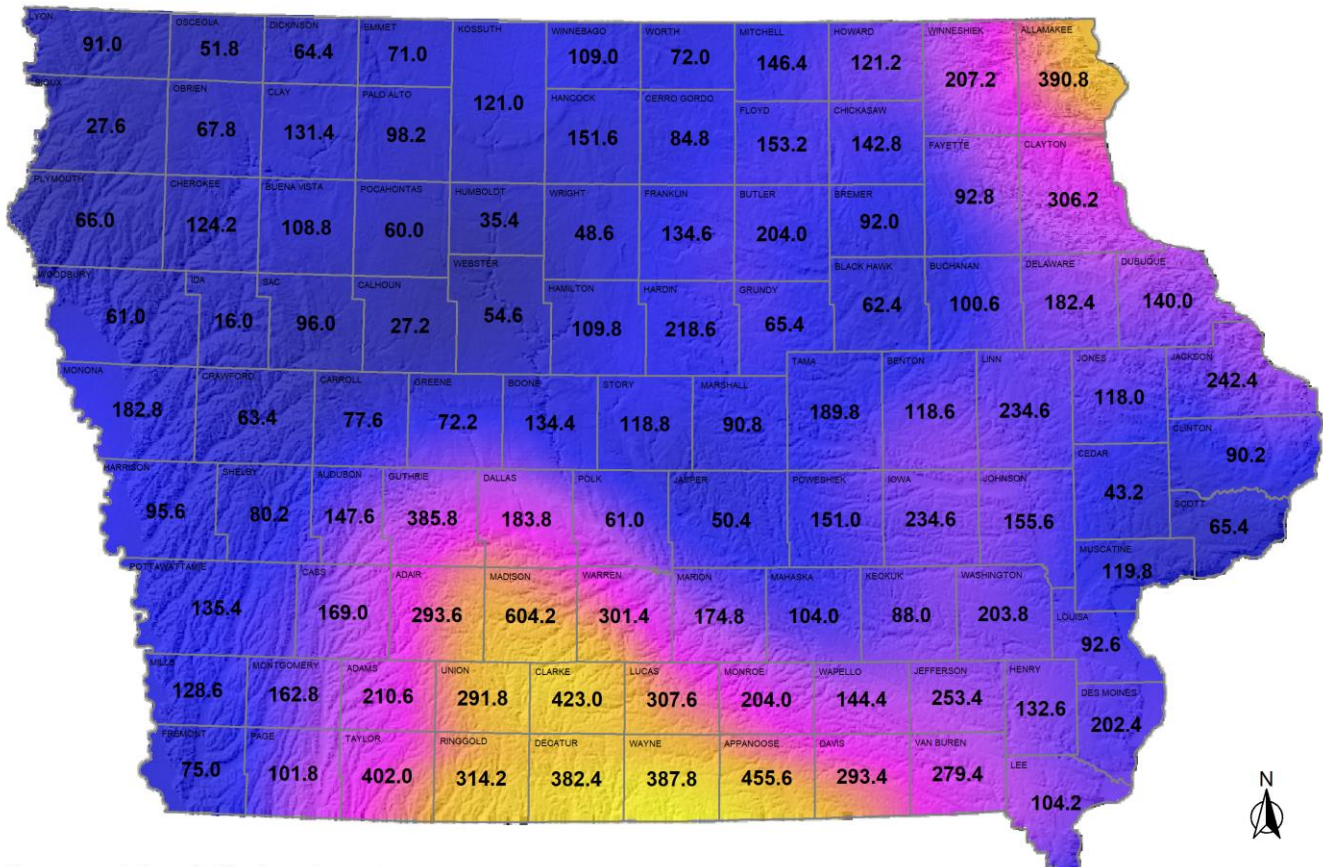 LYON
91.0
OSCEOLA
51.8
DICKINSON
64.4
EMMET
71.0
KOSSUTH
121.0
WINNEBAGO
109.0
WORTH
72.0
MITCHELL
146.4
HOWARD
121.2
WINNESHIEK
207.2
ALLAMAKEE
390.8
SIOUX
27.6
OBRIEN
67.8
CLAY
131.4
PALO ALTO
98.2
HANCOCK
151.6
CERRO GORDO
84.8
FLOYD
153.2
CHICKASAW
142.8
FAYETTE
92.8
CLAYTON
306.2
PLYMOUTH
66.0
CHEROKEE
124.2
BUENA VISTA
108.8
POCAHONTAS
60.0
HUMBOLDT
35.4
WRIGHT
48.6
FRANKLIN
134.6
BUTLER
204.0
BREMER
92.0
WOODBURY
61.0
IDA
16.0
SAC
96.0
CALHOUN
27.2
WEBSTER
54.6
HAMILTON
109.8
HARDIN
218.6
GRUNDY
65.4
BLACK HAWK
62.4
BUCHANAN
100.6
DELAWARE
182.4
DUBUQUE
140.0
MONONA
182.8
CRAWFORD
63.4
CARROLL
77.6
GREENE
72.2
BOONE
134.4
STORY
118.8
MARSHALL
90.8
TAMA
189.8
BENTON
118.6
LINN
234.6
JONES
118.0
JACKSON
242.4
CLINTON
90.2
CEDAR
43.2
SCOTT
65.4
HARRISON
95.6
SHELBY
80.2
AUDUBON
147.6
GUTHRIE
385.8
DALLAS
183.8
POLK
61.0
JASPER
50.4
POWESHIEK
151.0
IOWA
234.6
JOHNSON
155.6
MUSCATINE
119.8
POTTAWATTAMIE
135.4
CASS
169.0
ADAIR
293.6
MADISON
604.2
WARREN
301.4
MARION
174.8
MAHASKA
104.0
KEOKUK
88.0
WASHINGTON
203.8
LOUISA
92.6
MILLS
128.6
MONTGOMERY
162.8
ADAMS
210.6
UNION
291.8
CLARKE
423.0
LUCAS
307.6
MONROE
204.0
WAPELLO
144.4
JEFFERSON
253.4
HENRY
132.6
DES MOINES
202.4
FREMONT
75.0
PAGE
101.8
TAYLOR
402.0
RINGGOLD
314.2
DECATUR
382.4
WAYNE
387.8
APPANOOSE
455.6
DAVIS
293.4
VAN BUREN
279.4
LEE
104.2
N